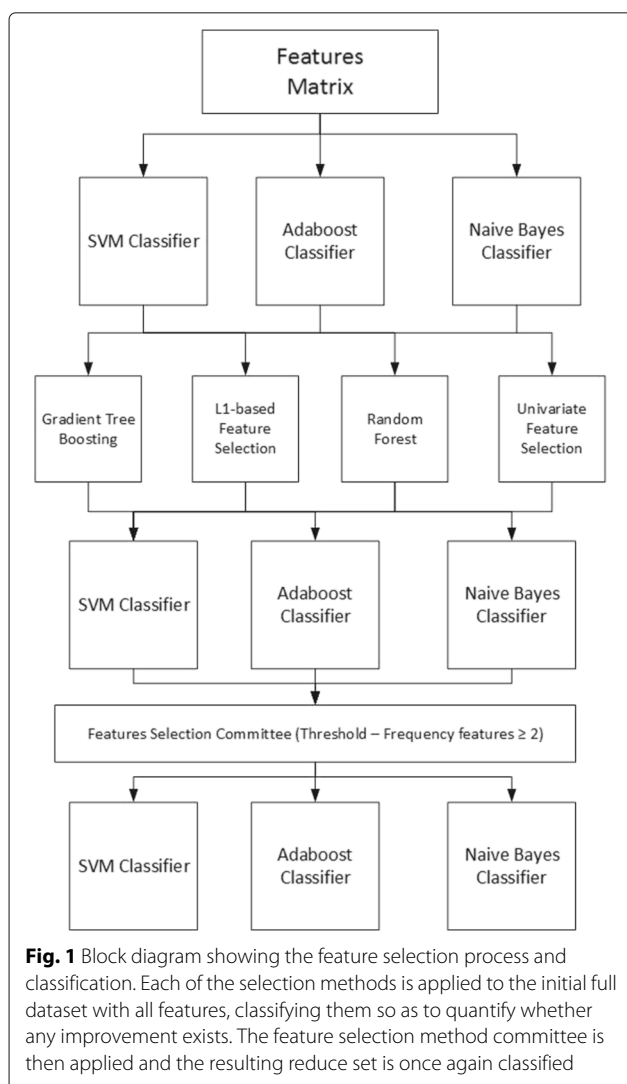 Features
Matrix
SVM Classifier
Adaboost
Classifier
Naive Bayes
Classifier
Gradient Tree
Boosting
L1-based
Feature
Selection
Random
Forest
Univariate
Feature
Selection
SVM Classifier
Adaboost
Classifier
Naive Bayes
Classifier
Features Selection Committee (Threshold – Frequency features ≥ 2)
SVM Classifier
Adaboost
Classifier
Naive Bayes
Classifier
Fig. 1 Block diagram showing the feature selection process and
classification. Each of the selection methods is applied to the initial full
dataset with all features, classifying them so as to quantify whether
any improvement exists. The feature selection method committee is
then applied and the resulting reduce set is once again classified